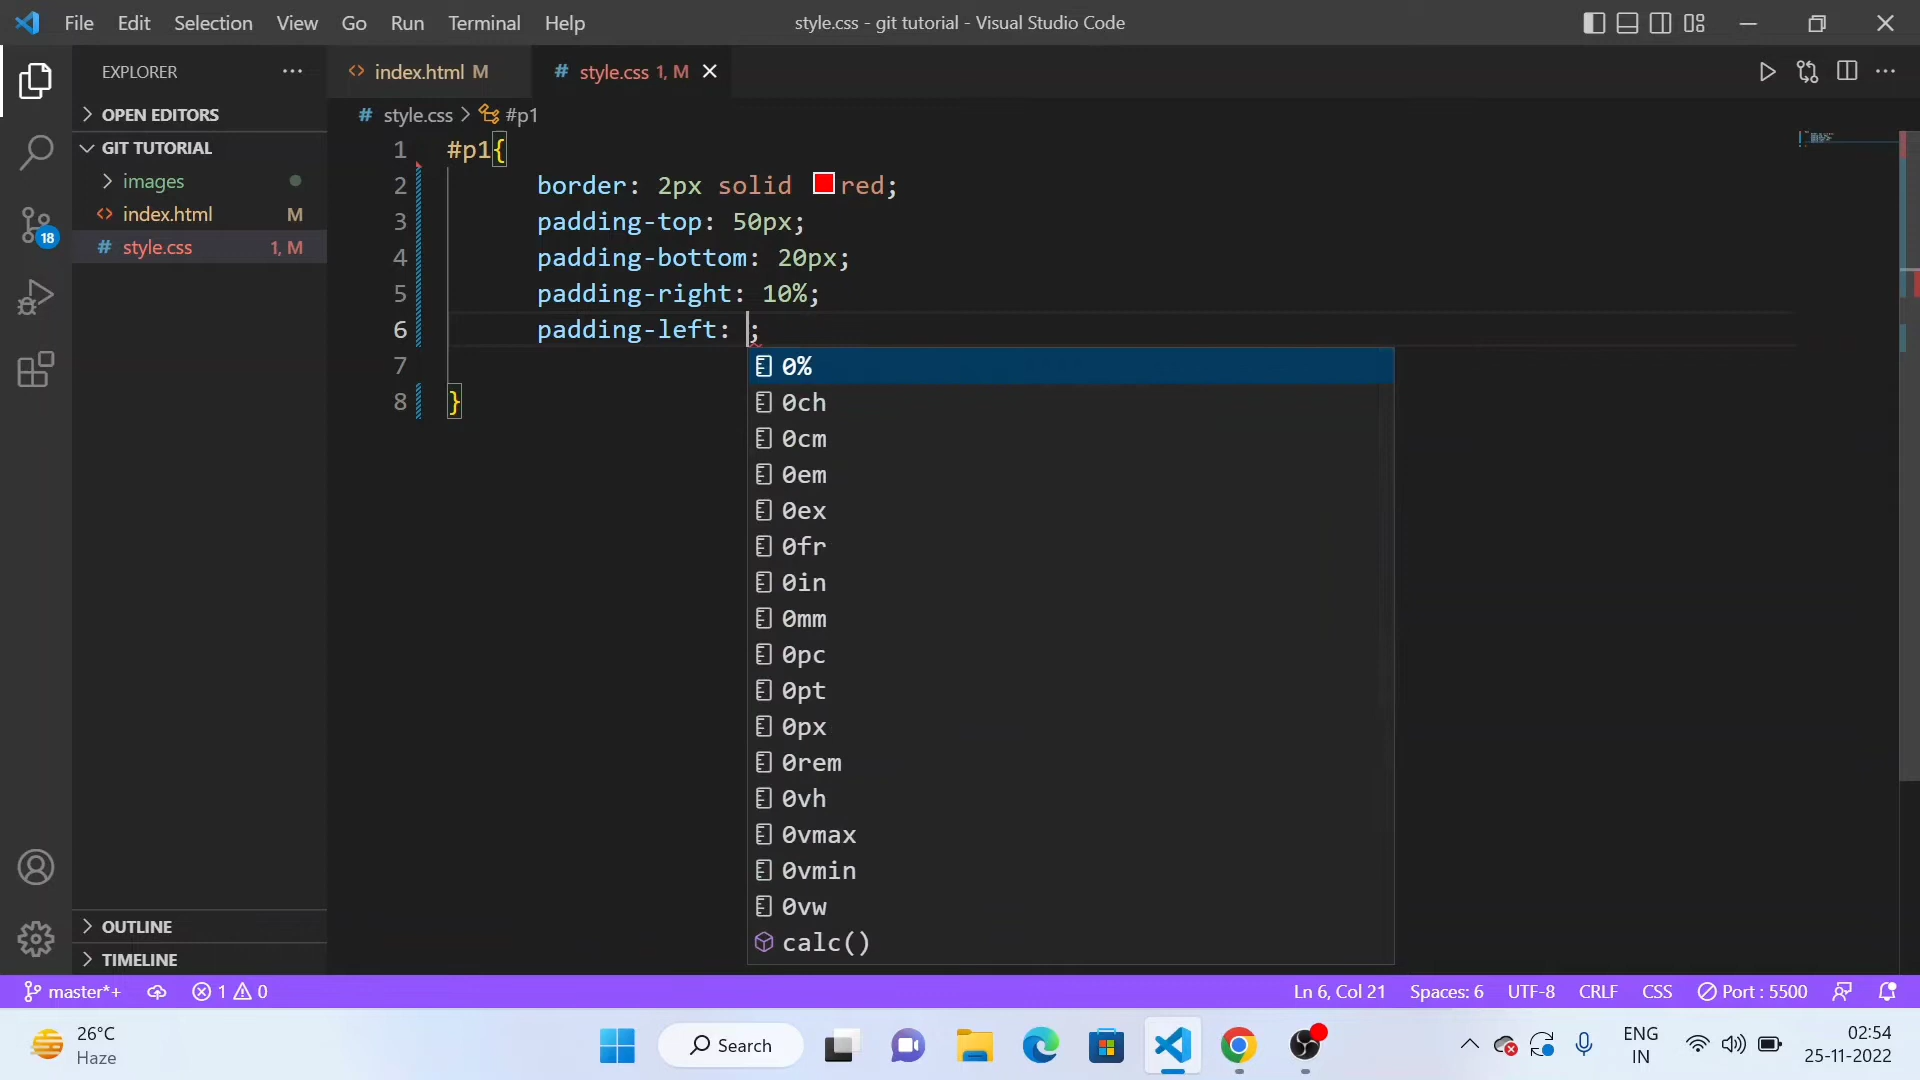 File Edit Selection View Go Run Terminal Help
style.css - git tutorial - Visual Studio Code
EXPLORER
OPEN EDITORS
GIT TUTORIAL
images
index.html M
style.css 1, M
OUTLINE
TIMELINE
18
index.html M
style.css 1, M
style.css > #p1
1 #p1{
2 border: 2px solid red;
3 padding-top: 50px;
4 padding-bottom: 20px;
5 padding-right: 10%;
6 padding-left: ;
7
8 }
0%
0ch
0cm
0em
0ex
0fr
0in
0mm
0pc
0pt
0px
0rem
0vh
0vmax
0vmin
0vw
calc()
master*+ 1 0
Ln 6, Col 21 Spaces: 6 UTF-8 CRLF CSS Port : 5500
26°C
Haze
Search
ENG
IN
02:54
25-11-2022